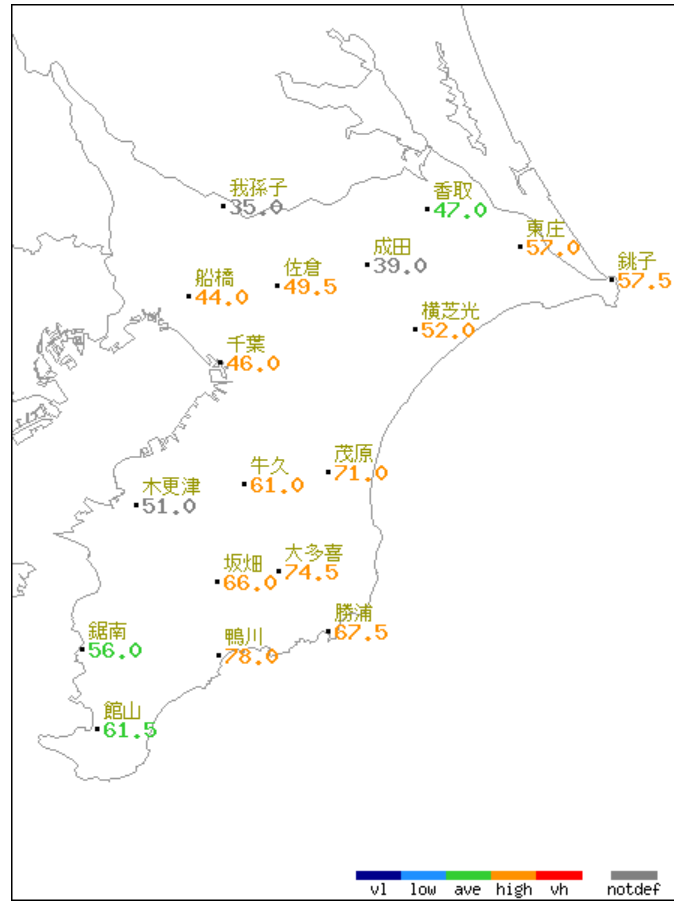 我孫子
35.0
香取
47.0
東庄
57.0
成田
39.0
銚子
57.5
佐倉
49.5
船橋
44.0
横芝光
52.0
千葉
46.0
茂原
71.0
牛久
61.0
木更津
51.0
大多喜
74.5
坂畑
66.0
勝浦
67.5
鋸南
56.0
鴨川
78.0
館山
61.5
vl low ave high vh notdef